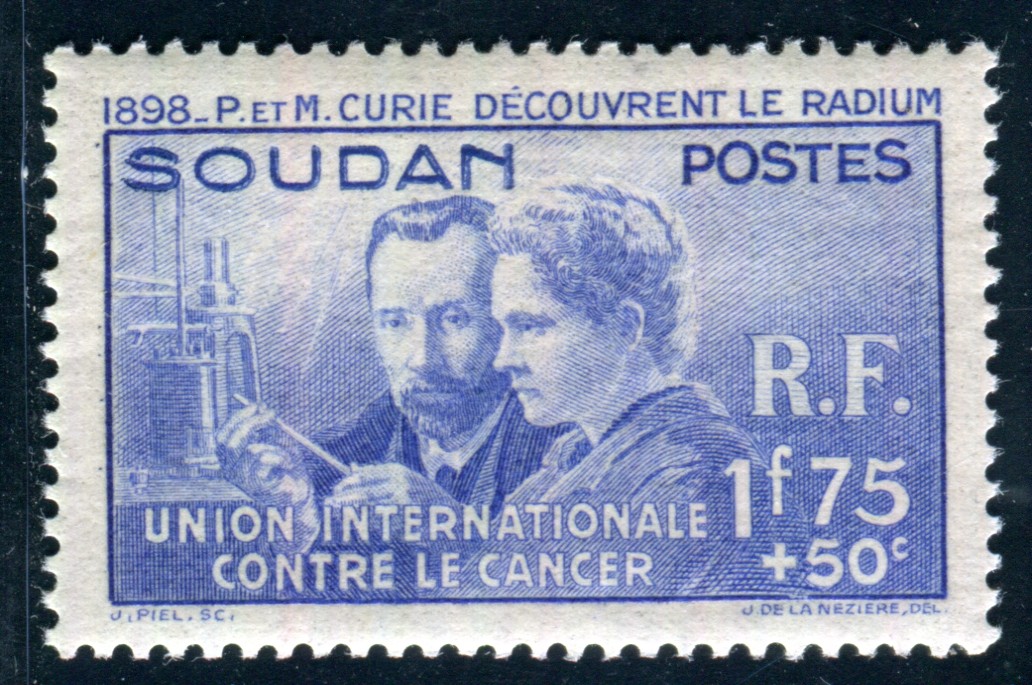 1898_P. ET M. CURIE DÉCOUVRENT LE RADIUM
SOUDAN POSTES
R.F.
1f75
+50c
UNION INTERNATIONALE
CONTRE LE CANCER
J. PIEL. SC. J. DE LA NEZIERE, DEL.